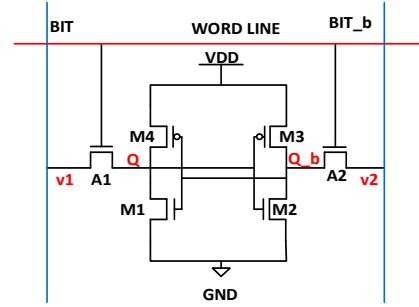 BIT WORD LINE BIT_b
VDD
M4 M3
Q Q_b
v1 A1 A2 v2
M1 M2
GND